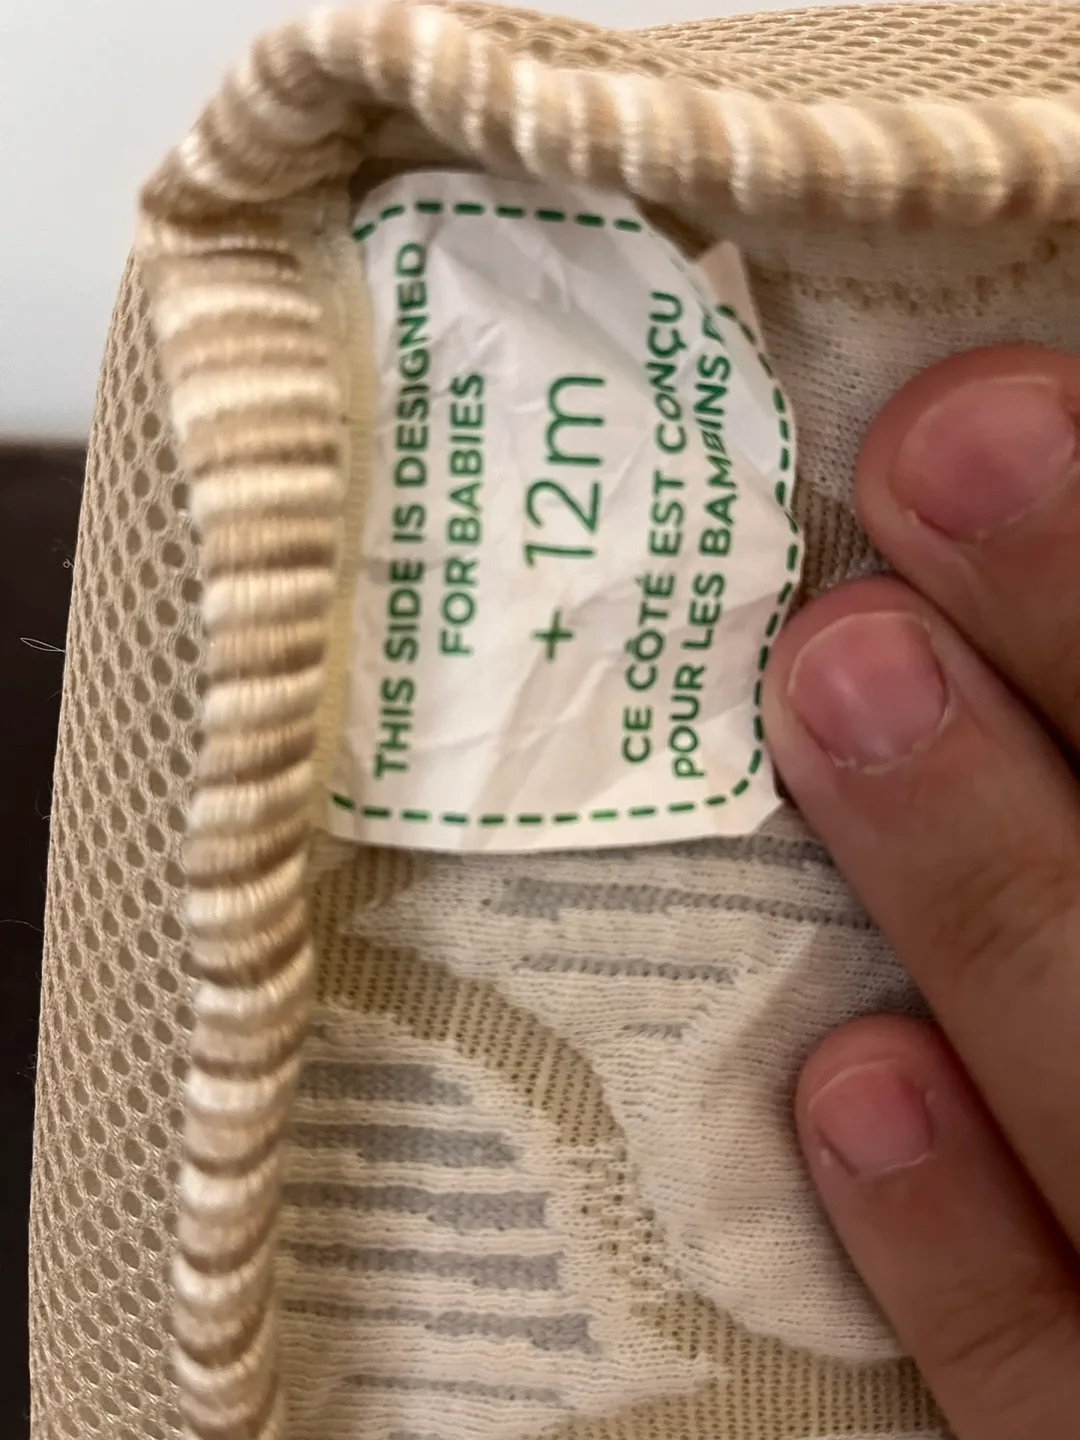 THIS SIDE IS DESIGNED
FOR BABIES
+ 12m
CE CÔTÉ EST CONÇU
POUR LES BAMBINS